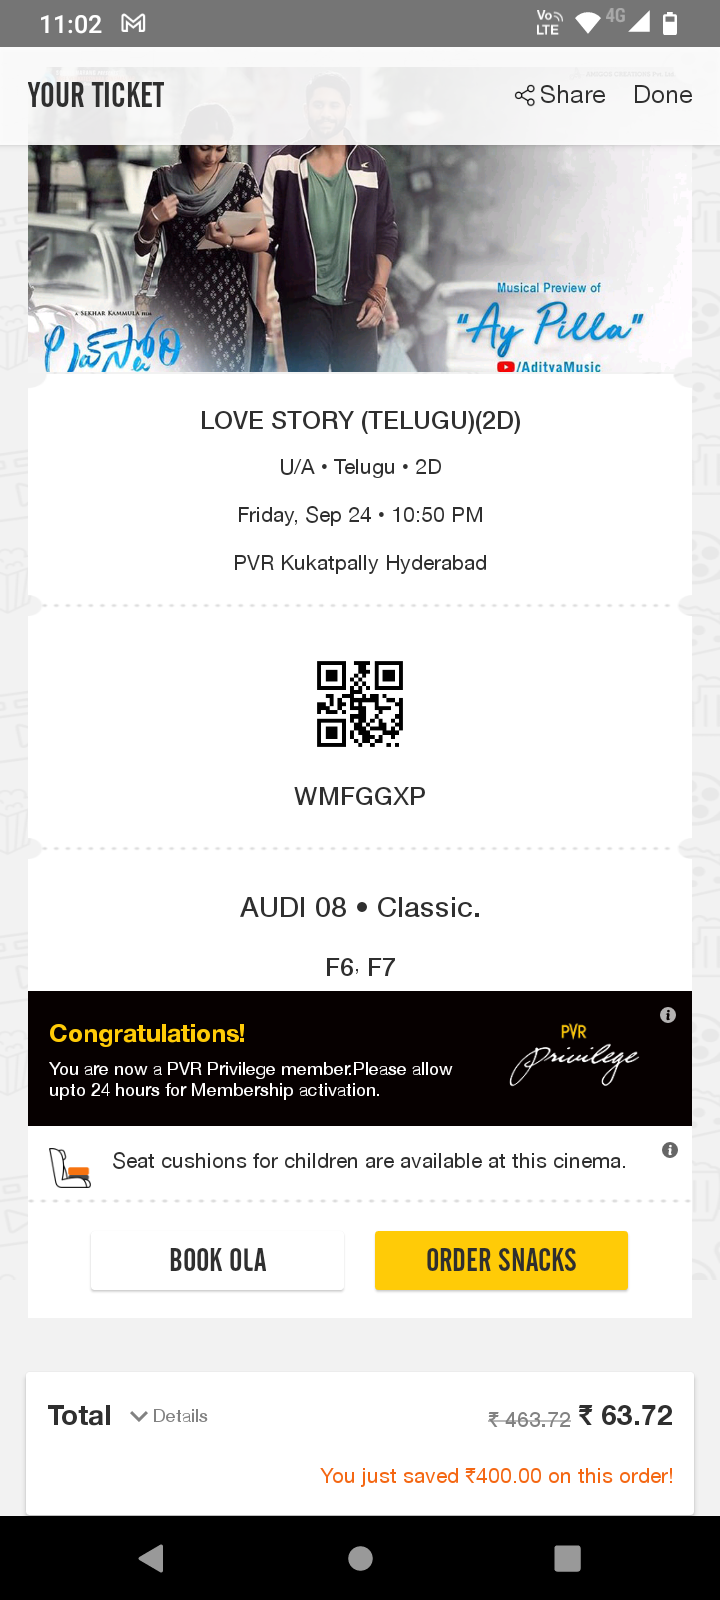 11:02
Vo
LTE
4G
YOUR TICKET
Share
Done
A SEKHAR KAMMULA FILM
లవ్ స్టోరి
Musical Preview of
"Ay Pilla"
/AdityaMusic
LOVE STORY (TELUGU)(2D)
U/A • Telugu • 2D
Friday, Sep 24 • 10:50 PM
PVR Kukatpally Hyderabad
WMFGGXP
AUDI 08 • Classic.
F6, F7
Congratulations!
You are now a PVR Privilege member.Please allow
upto 24 hours for Membership activation.
PVR
Privilege
Seat cushions for children are available at this cinema.
BOOK OLA
ORDER SNACKS
Total
Details
₹ 463.72 ₹ 63.72
You just saved ₹400.00 on this order!